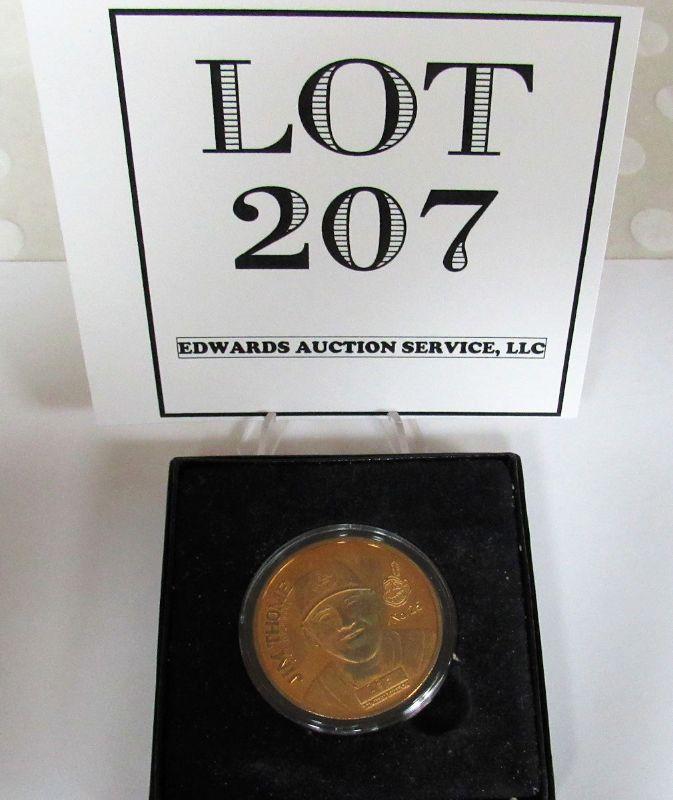 LOT
207
EDWARDS AUCTION SERVICE, LLC
JIM THOME